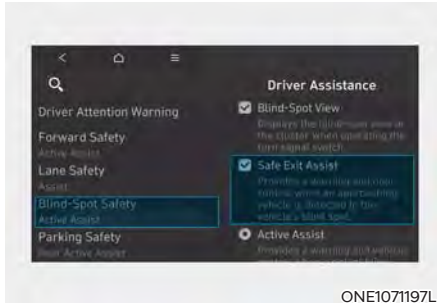 Driver Assistance
Driver Attention Warning
Forward Safety
Active Assist
Lane Safety
Assist
Blind-Spot Safety
Active Assist
Parking Safety
Rear Active Assist
Blind-Spot View
Displays the blind-spot view in
the cluster when operating the
turn signal switch.
Safe Exit Assist
Provides a warning and door
control when an approaching
vehicle is detected in the
vehicle's blind spot.
Active Assist
Provides a warning and vehicle
ONE1071197L